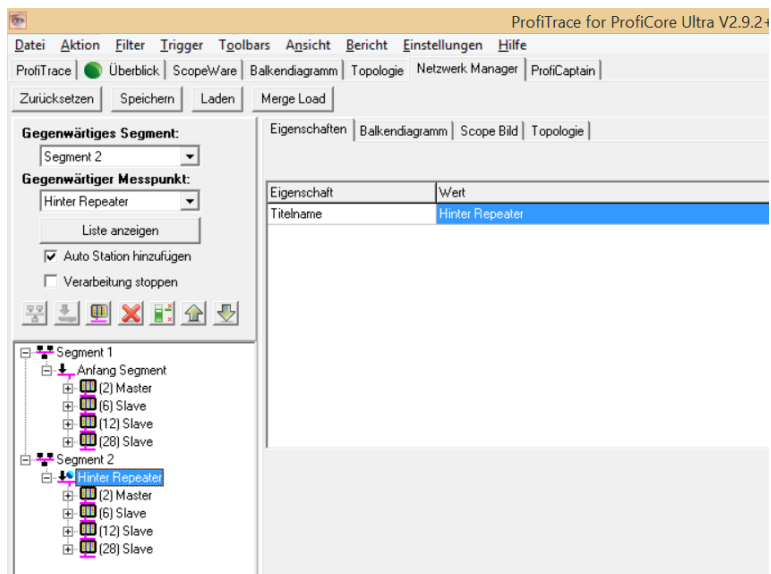 ProfiTrace for ProfiCore Ultra V2.9.2+
Datei Aktion Filter Trigger Toolbars Ansicht Bericht Einstellungen Hilfe
ProfiTrace Überblick ScopeWare Balkendiagramm Topologie Netzwerk Manager ProfiCaptain
Zurücksetzen Speichern Laden Merge Load
Gegenwärtiges Segment:
Segment 2
Gegenwärtiger Messpunkt:
Hinter Repeater
Liste anzeigen
Auto Station hinzufügen
Verarbeitung stoppen
Segment 1
Anfang Segment
(2) Master
(6) Slave
(12) Slave
(28) Slave
Segment 2
Hinter Repeater
(2) Master
(6) Slave
(12) Slave
(28) Slave
Eigenschaften Balkendiagramm Scope Bild Topologie
Eigenschaft Wert
Titelname Hinter Repeater